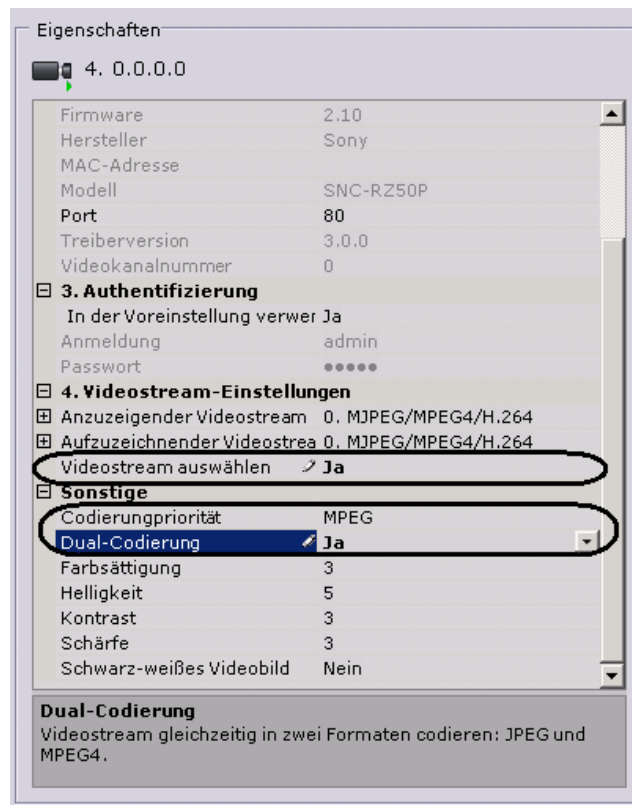 Eigenschaften
4. 0.0.0.0
Firmware 2.10
Hersteller Sony
MAC-Adresse
Modell SNC-RZ50P
Port 80
Treiberversion 3.0.0
Videokanalnummer 0
3. Authentifizierung
In der Voreinstellung verwer Ja
Anmeldung admin
Passwort •••••
4. Videostream-Einstellungen
Anzuzeigender Videostream 0. MJPEG/MPEG4/H.264
Aufzuzeichnender Videostrea 0. MJPEG/MPEG4/H.264
Videostream auswählen Ja
Sonstige
Codierungpriorität MPEG
Dual-Codierung Ja
Farbsättigung 3
Helligkeit 5
Kontrast 3
Schärfe 3
Schwarz-weißes Videobild Nein
Dual-Codierung
Videostream gleichzeitig in zwei Formaten codieren: JPEG und
MPEG4.